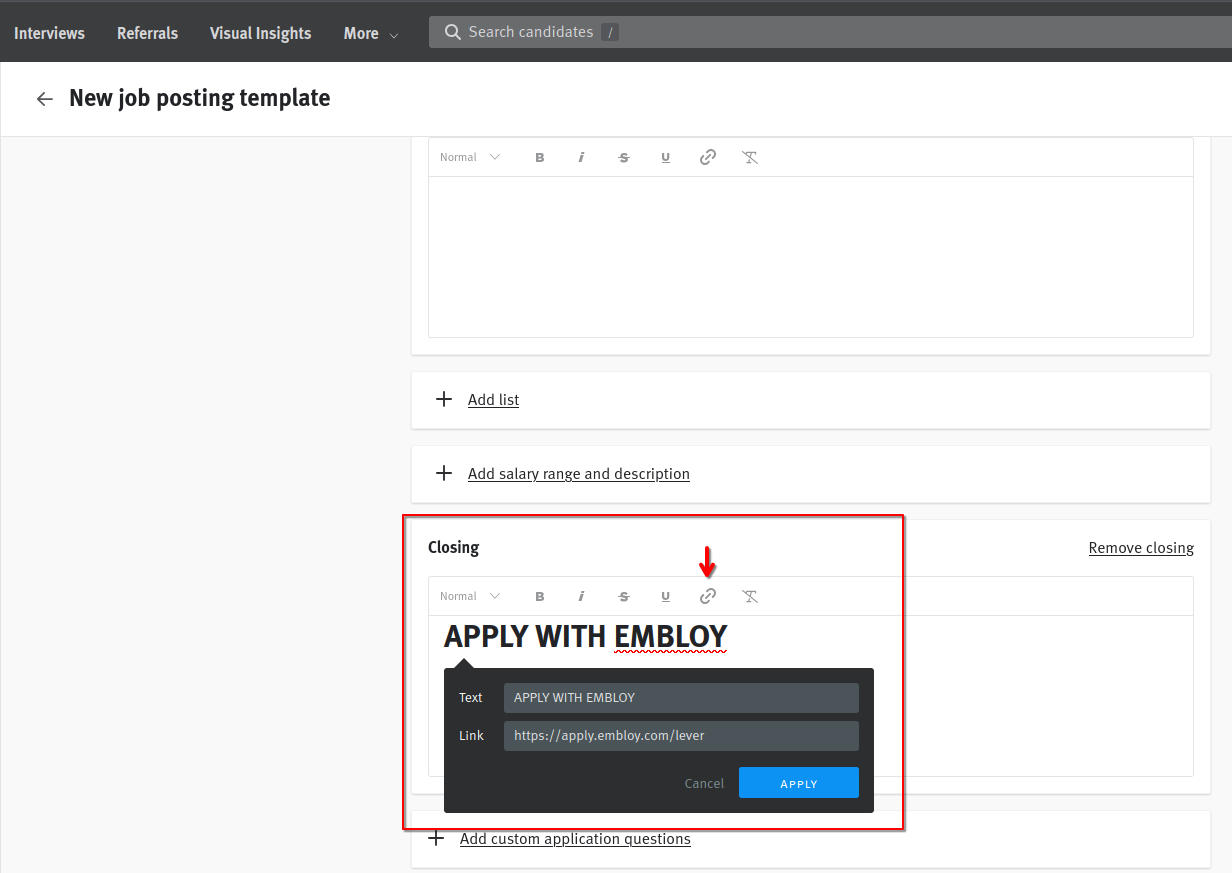 Interviews Referrals Visual Insights More Search candidates /
New job posting template
Normal B i S U
Add list
Add salary range and description
Closing Remove closing
Normal B i S U
APPLY WITH EMBLOY
Text APPLY WITH EMBLOY
Link https://apply.embloy.com/lever
Cancel APPLY
Add custom application questions